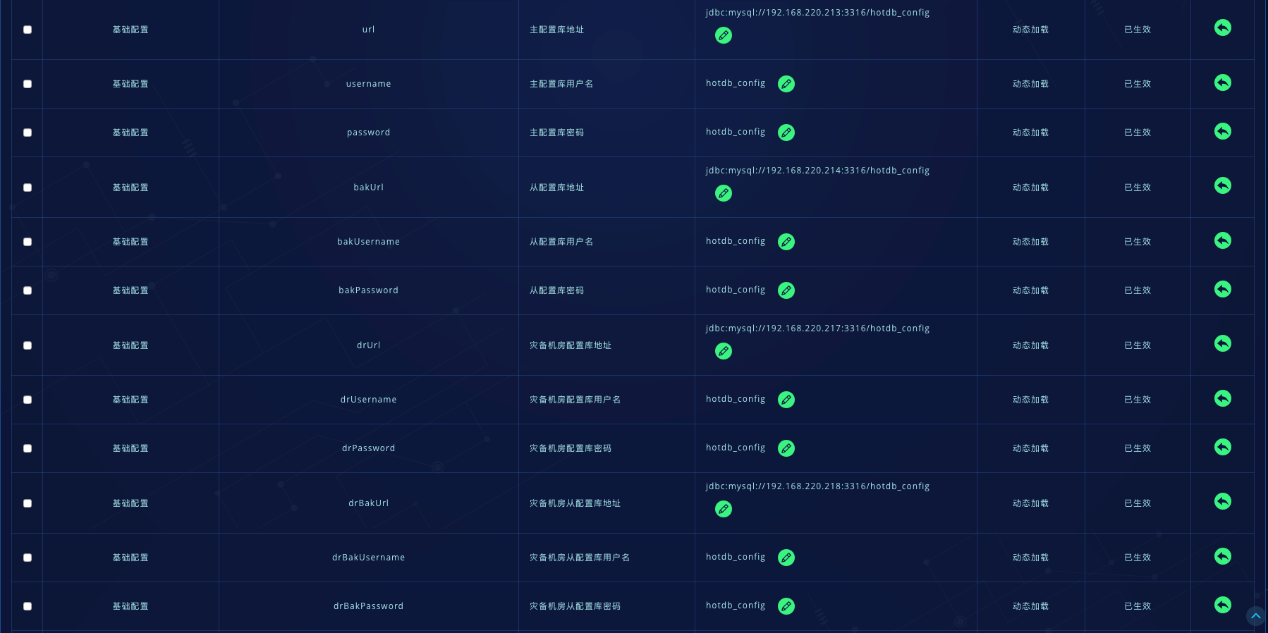 基础配置 url 主配置库地址 jdbc:mysql://192.168.220.213:3316/hotdb_config 动态加载 已生效
基础配置 username 主配置库用户名 hotdb_config 动态加载 已生效
基础配置 password 主配置库密码 hotdb_config 动态加载 已生效
基础配置 bakUrl 从配置库地址 jdbc:mysql://192.168.220.214:3316/hotdb_config 动态加载 已生效
基础配置 bakUsername 从配置库用户名 hotdb_config 动态加载 已生效
基础配置 bakPassword 从配置库密码 hotdb_config 动态加载 已生效
基础配置 drUrl 灾备机房配置库地址 jdbc:mysql://192.168.220.217:3316/hotdb_config 动态加载 已生效
基础配置 drUsername 灾备机房配置库用户名 hotdb_config 动态加载 已生效
基础配置 drPassword 灾备机房配置库密码 hotdb_config 动态加载 已生效
基础配置 drBakUrl 灾备机房从配置库地址 jdbc:mysql://192.168.220.218:3316/hotdb_config 动态加载 已生效
基础配置 drBakUsername 灾备机房从配置库用户名 hotdb_config 动态加载 已生效
基础配置 drBakPassword 灾备机房从配置库密码 hotdb_config 动态加载 已生效